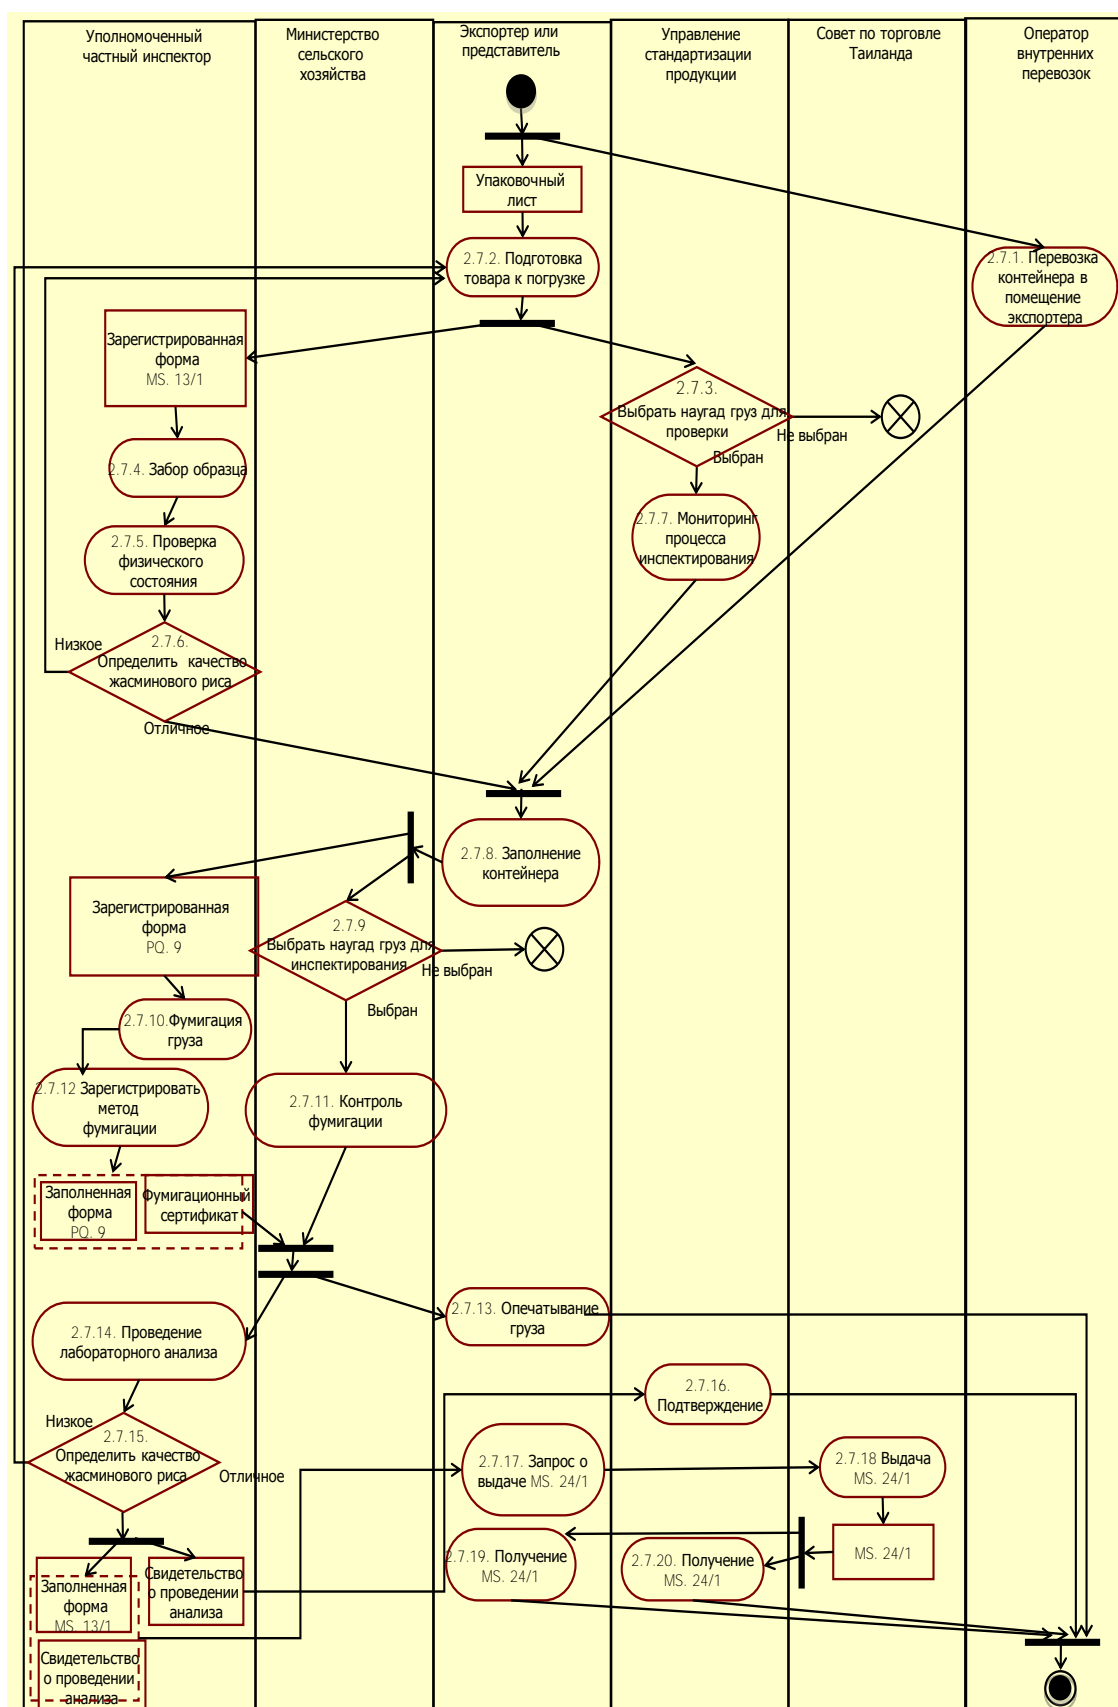 Уполномоченный
частный инспектор
Министерство
сельского
хозяйства
Экспортер или
представитель
Управление
стандартизации
продукции
Совет по торговле
Таиланда
Оператор
внутренних
перевозок
Упаковочный
лист
2.7.2. Подготовка
товара к погрузке
2.7.1. Перевозка
контейнера в
помещение
экспортера
Зарегистрированная
форма
MS. 13/1
2.7.3.
Выбрать наугад груз для
проверки
Не выбран
Выбран
2.7.4. Забор образца
2.7.5. Проверка
физического
состояния
2.7.7. Мониторинг
процесса
инспектирования
Низкое
2.7.6.
Определить качество
жасминового риса
Отличное
2.7.8. Заполнение
контейнера
Зарегистрированная
форма
PQ. 9
2.7.9
Выбрать наугад груз для
инспектирования
Не выбран
Выбран
2.7.10.Фумигация
груза
2.7.12 Зарегистрировать
метод
фумигации
2.7.11. Контроль
фумигации
Заполненная
форма
PQ. 9
Фумигационный
сертификат
2.7.13. Опечатывание
груза
2.7.14. Проведение
лабораторного анализа
2.7.16.
Подтверждение
Низкое
2.7.15.
Определить качество
жасминового риса
Отличное
2.7.17. Запрос о
выдаче MS. 24/1
2.7.18 Выдача
MS. 24/1
2.7.19. Получение
MS. 24/1
2.7.20. Получение
MS. 24/1
MS. 24/1
Заполненная
форма
MS. 13/1
Свидетельство
о проведении
анализа
Свидетельство
о проведении
анализа